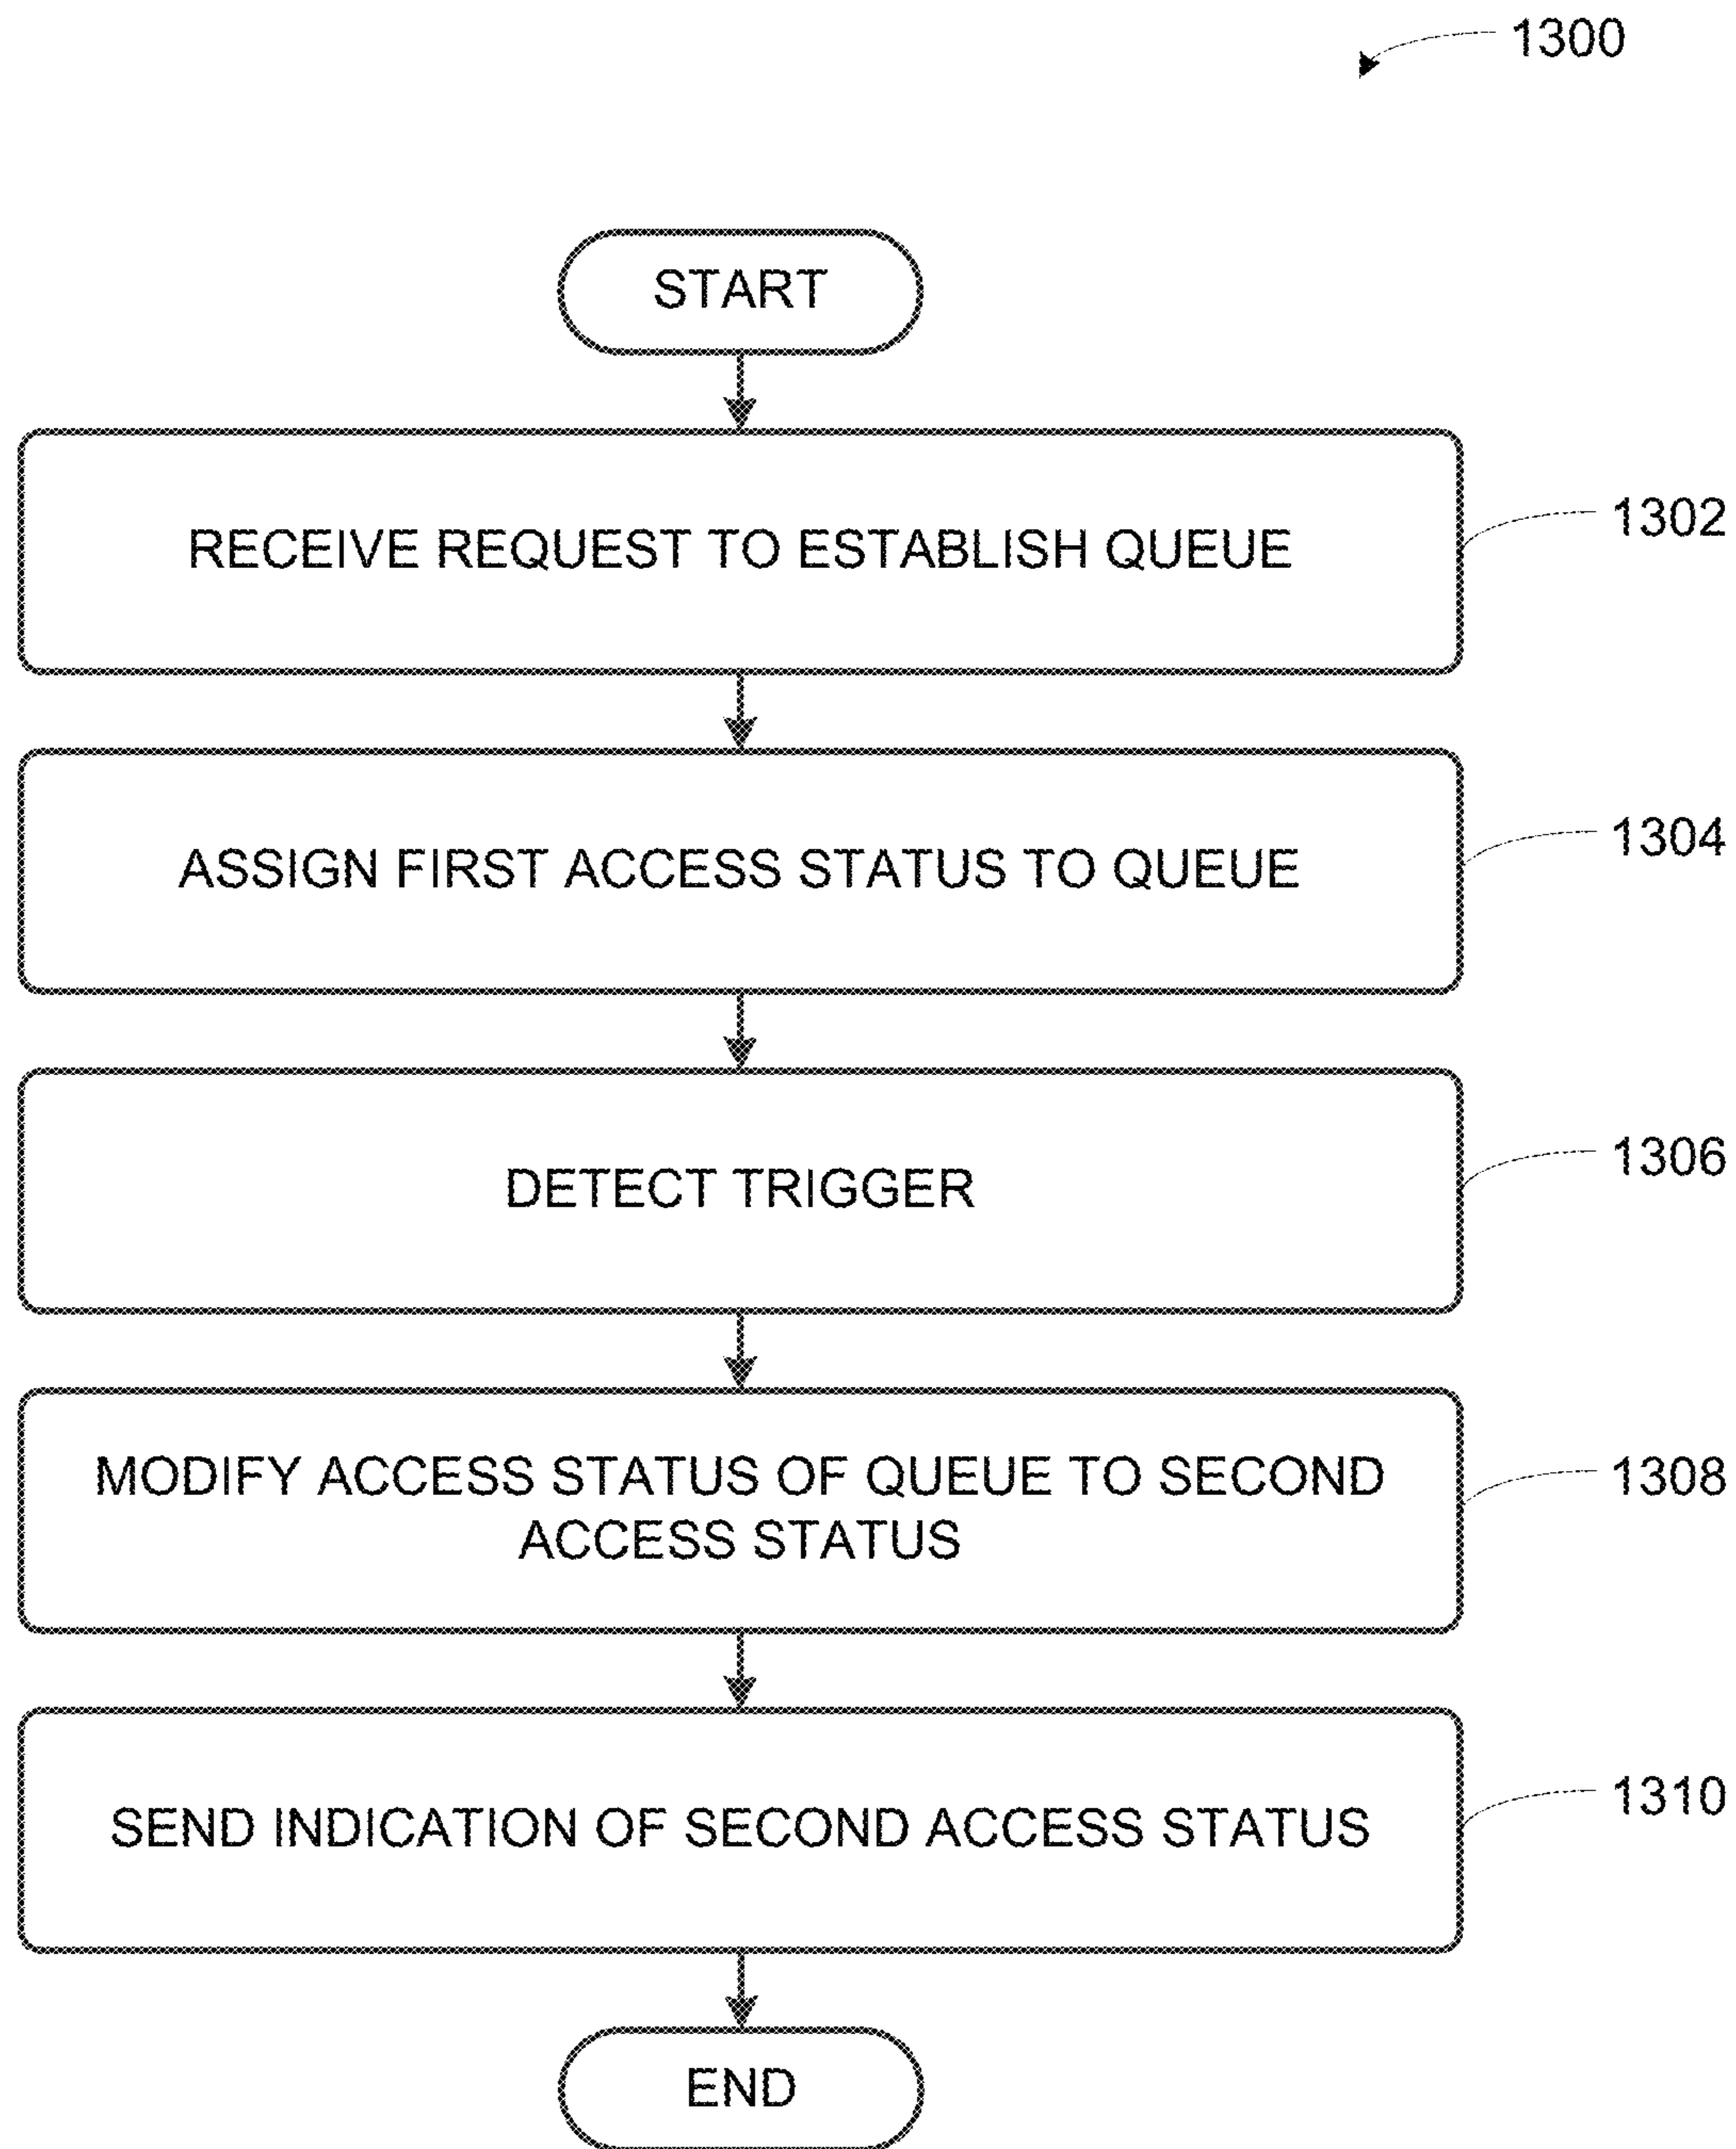 1300
START
RECEIVE REQUEST TO ESTABLISH QUEUE
1302
ASSIGN FIRST ACCESS STATUS TO QUEUE
1304
DETECT TRIGGER
1306
MODIFY ACCESS STATUS OF QUEUE TO SECOND
ACCESS STATUS
1308
SEND INDICATION OF SECOND ACCESS STATUS
1310
END